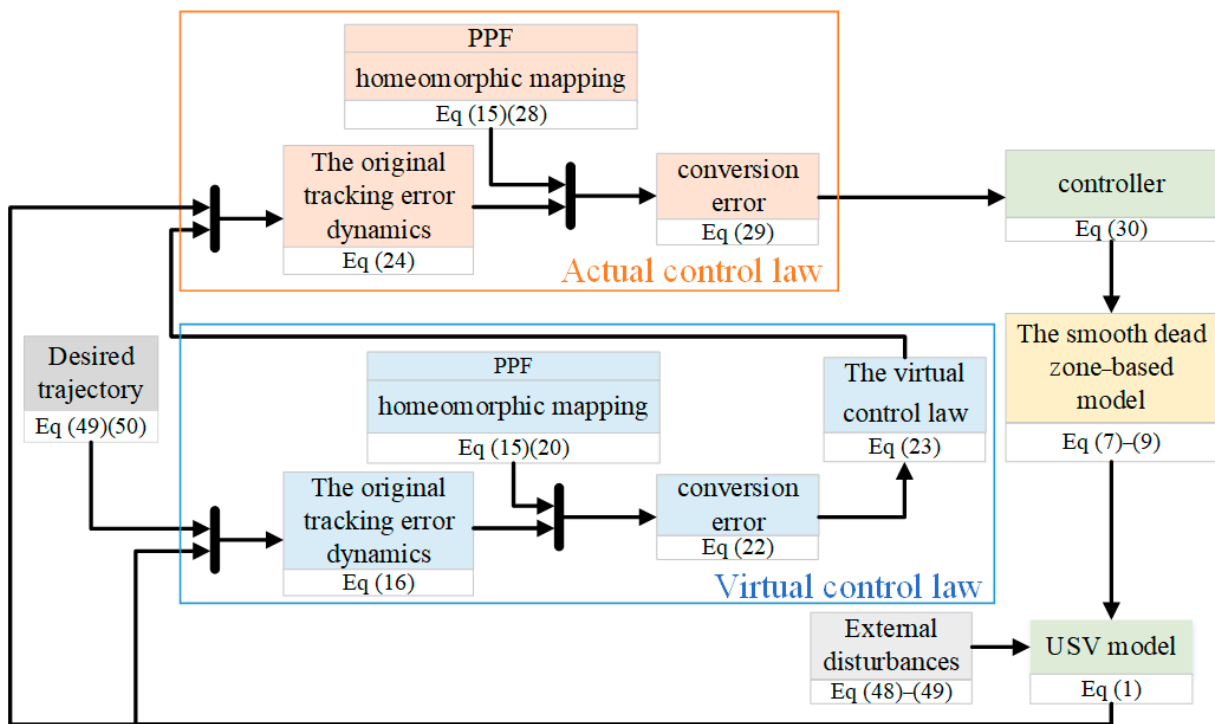 PPF
homeomorphic mapping
Eq (15)(28)
The original
tracking error
dynamics
Eq (24)
conversion
error
Eq (29)
Actual control law
controller
Eq (30)
The smooth dead
zone–based
model
Eq (7)–(9)
Desired
trajectory
Eq (49)(50)
PPF
homeomorphic mapping
Eq (15)(20)
The original
tracking error
dynamics
Eq (16)
conversion
error
Eq (22)
The virtual
control law
Eq (23)
Virtual control law
External
disturbances
Eq (48)–(49)
USV model
Eq (1)